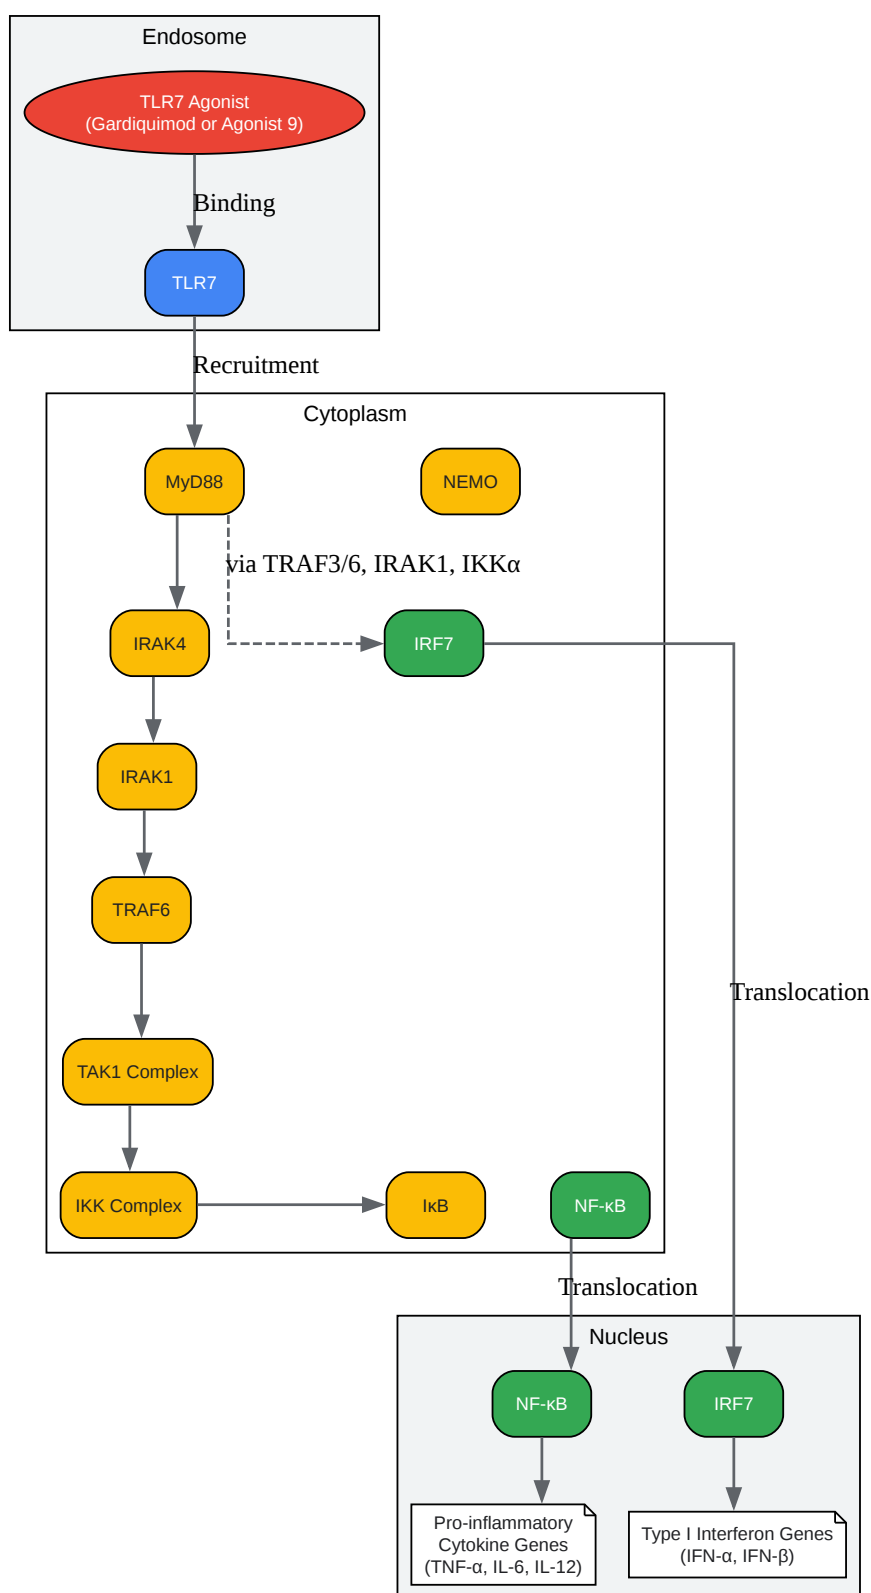 Endosome
TLR7 Agonist
(Gardiquimod or Agonist 9)
Binding
TLR7
Recruitment
Cytoplasm
MyD88
NEMO
via TRAF3/6, IRAK1, IKKα
IRAK4
IRF7
IRAK1
TRAF6
Translocation
TAK1 Complex
IKK Complex
IκB
NF-κB
Translocation
Nucleus
NF-κB
IRF7
Pro-inflammatory
Cytokine Genes
(TNF-α, IL-6, IL-12)
Type I Interferon Genes
(IFN-α, IFN-β)